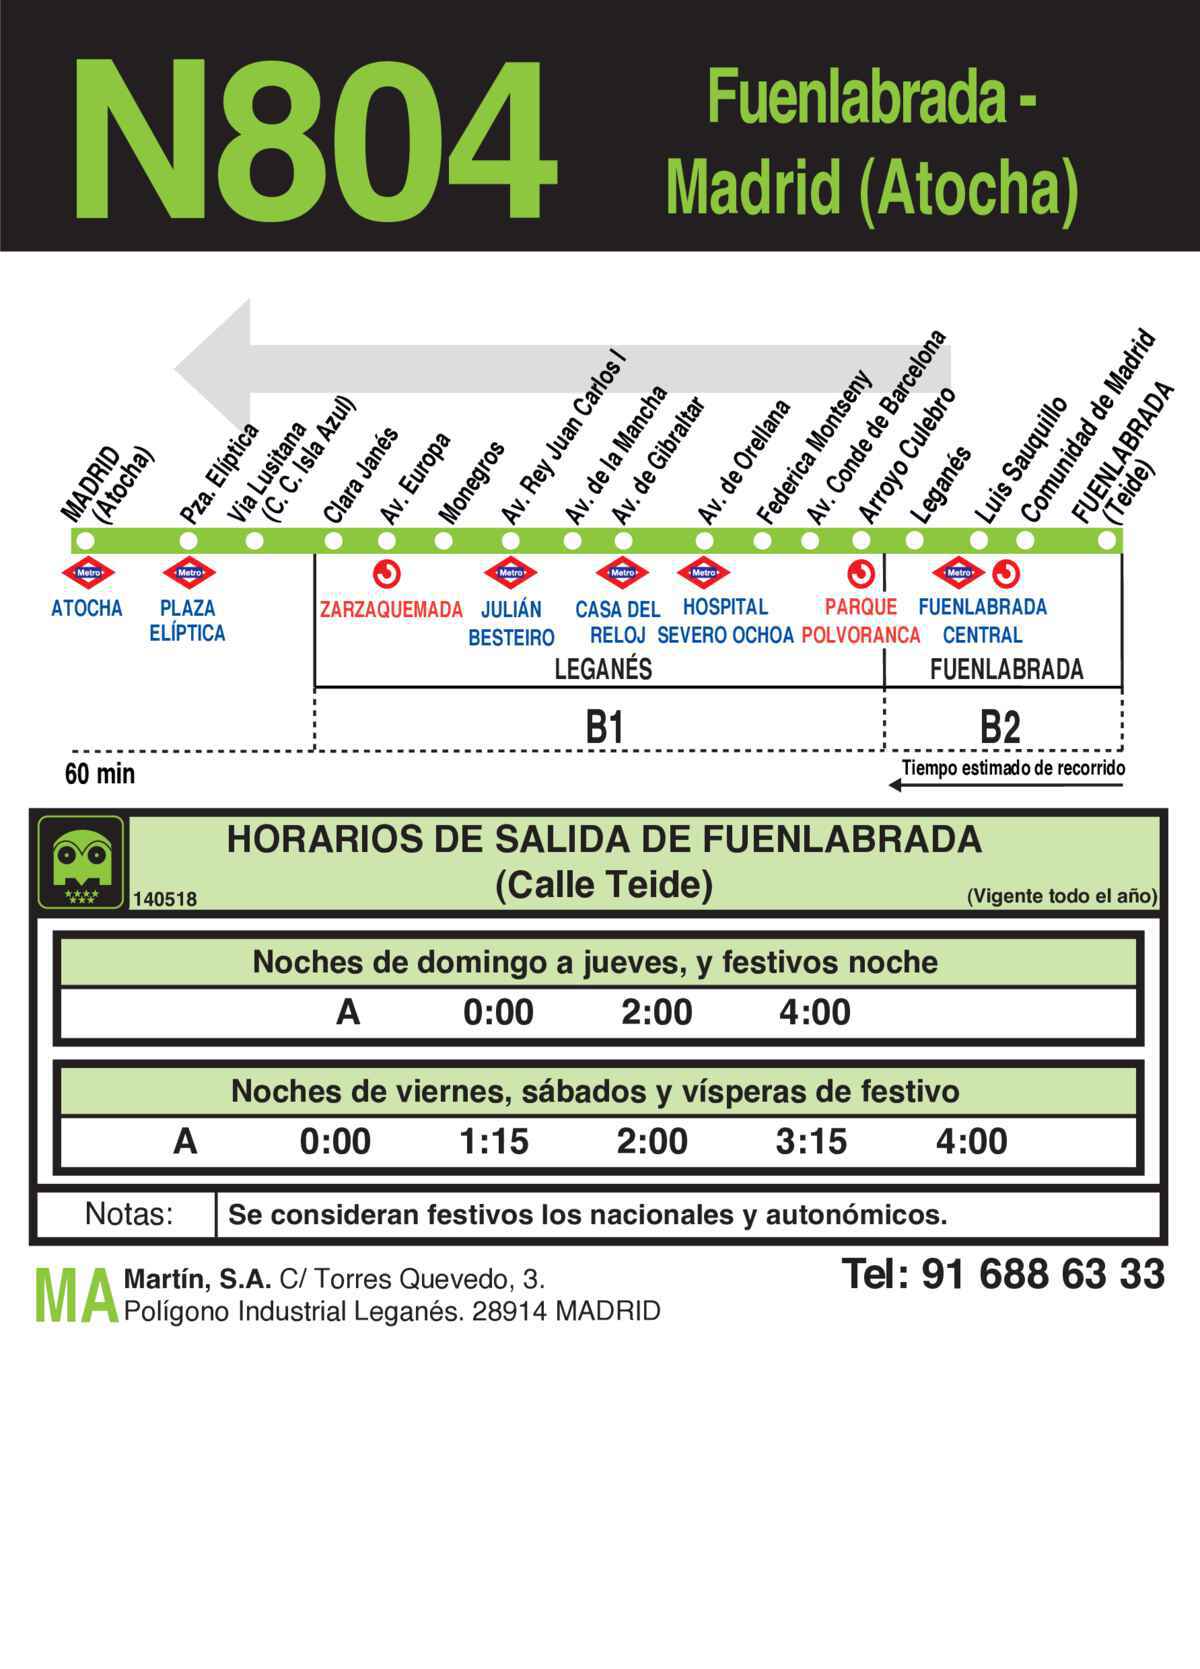 N804
Fuenlabrada -
Madrid (Atocha)
MADRID
(Atocha)
Pza. Elíptica
Via Lusitana
(C. C. Isla Azul)
Clara Janés
Av. Europa
Monegros
Av. Rey Juan Carlos I
Av. de la Mancha
Av. de Gibraltar
Av. de Orellana
Federica Montseny
Av. Conde de Barcelona
Arroyo Culebro
Leganés
Luis Sauquillo
Comunidad de Madrid
FUENLABRADA
(Teide)
Metro Metro Metro Metro Metro Metro
ATOCHA
PLAZA
ELÍPTICA
ZARZAQUEMADA
JULIÁN
BESTEIRO
CASA DEL
RELOJ
HOSPITAL
SEVERO OCHOA
PARQUE
POLVORANCA
FUENLABRADA
CENTRAL
LEGANÉS
FUENLABRADA
B1
B2
60 min
Tiempo estimado de recorrido
HORARIOS DE SALIDA DE FUENLABRADA
(Calle Teide)
140518
(Vigente todo el año)
Noches de domingo a jueves, y festivos noche
A 0:00 2:00 4:00
Noches de viernes, sábados y vísperas de festivo
A 0:00 1:15 2:00 3:15 4:00
Notas: Se consideran festivos los nacionales y autonómicos.
MA
Martín, S.A. C/ Torres Quevedo, 3.
Polígono Industrial Leganés. 28914 MADRID
Tel: 91 688 63 33